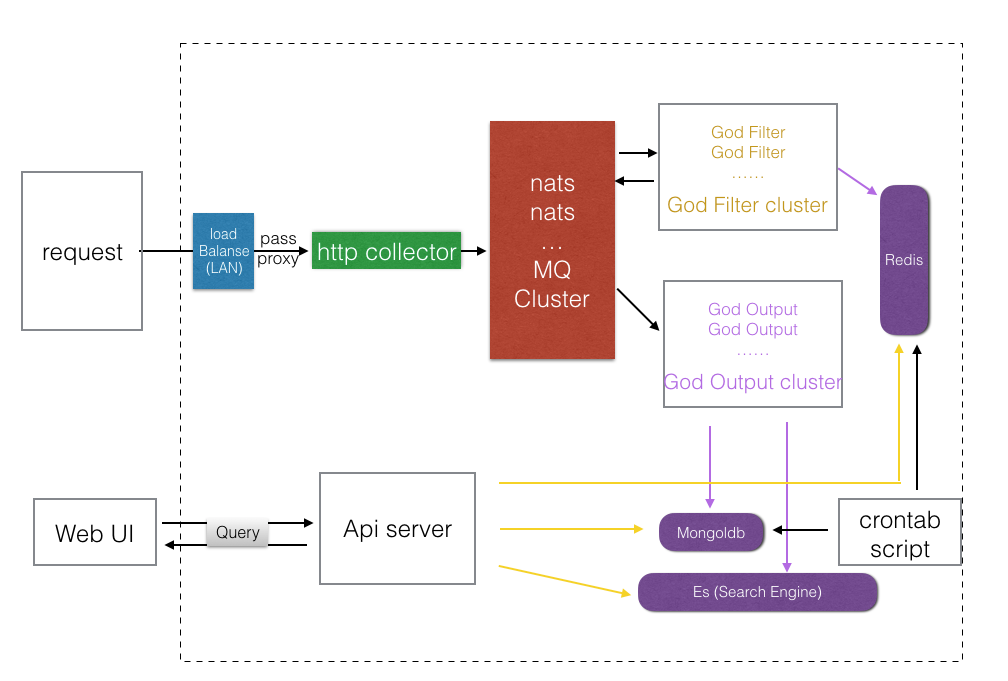 request
load
Balanse
(LAN)
pass
proxy
http collector
nats
nats
...
MQ
Cluster
God Filter
God Filter
......
God Filter cluster
Redis
God Output
God Output
......
God Output cluster
Web UI
Query
Api server
Mongoldb
crontab
script
Es (Search Engine)